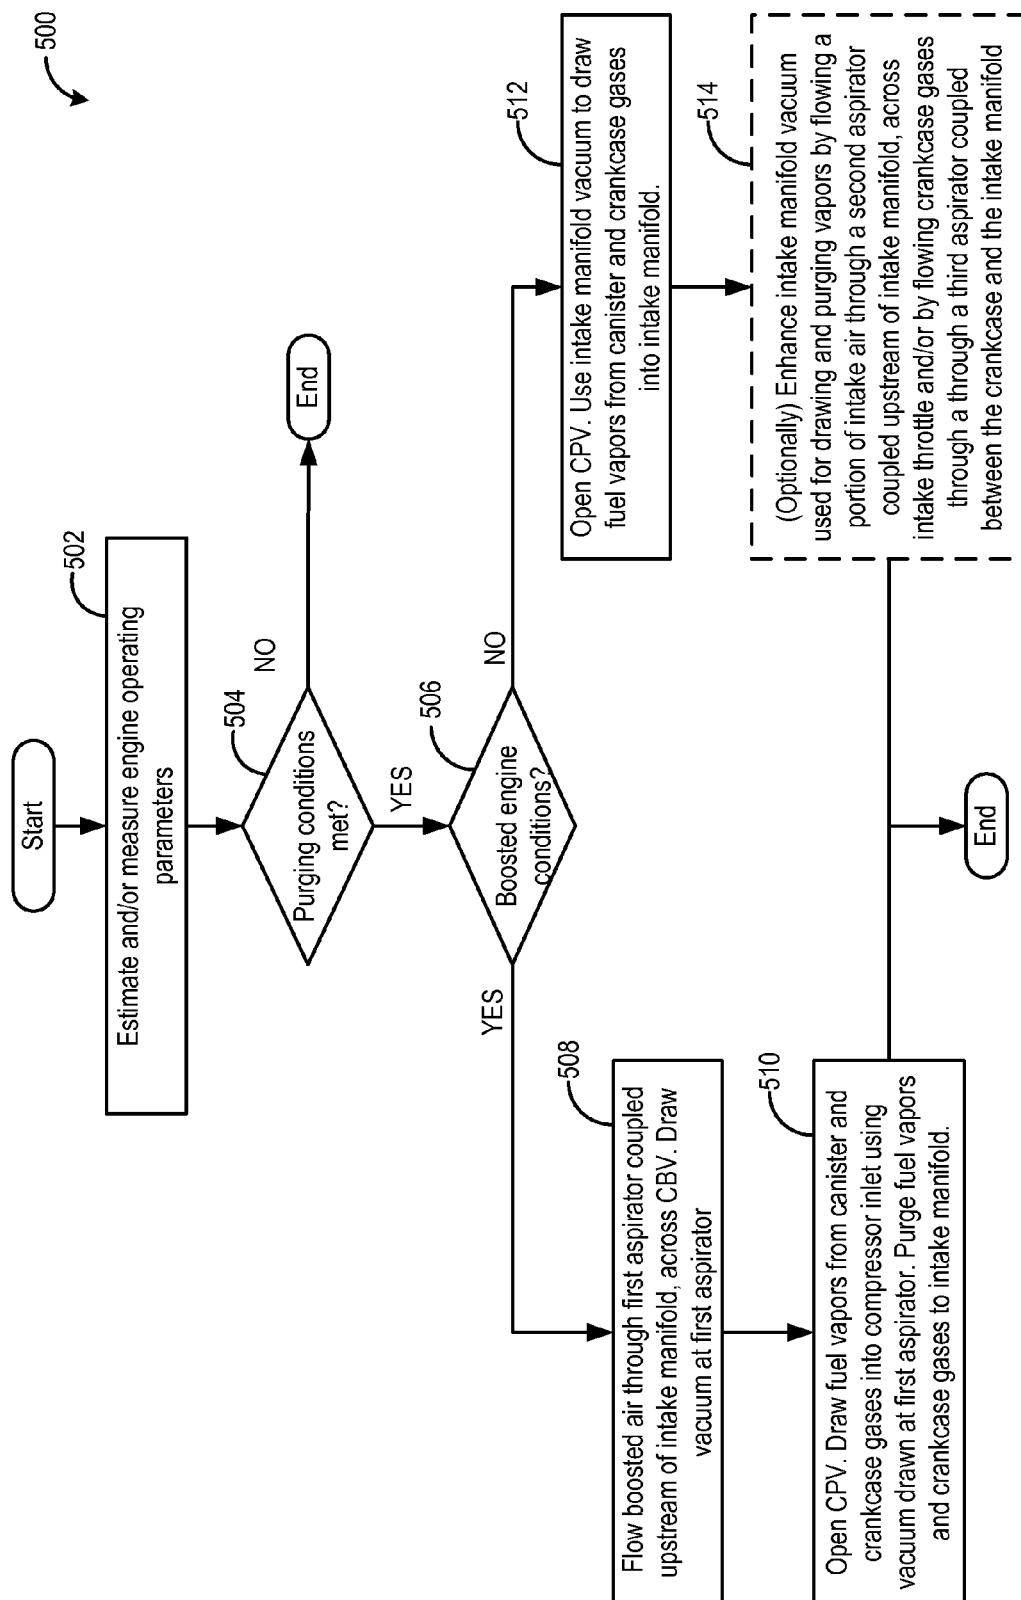 500
Start
502
Estimate and/or measure engine operating
parameters
504
Purging conditions
met?
NO
End
YES
506
Boosted engine
conditions?
YES
NO
508
Flow boosted air through first aspirator coupled
upstream of intake manifold, across CBV. Draw
vacuum at first aspirator
510
Open CPV. Draw fuel vapors from canister and
crankcase gases into compressor inlet using
vacuum drawn at first aspirator. Purge fuel vapors
and crankcase gases to intake manifold.
512
Open CPV. Use intake manifold vacuum to draw
fuel vapors from canister and crankcase gases
into intake manifold.
514
(Optionally) Enhance intake manifold vacuum
used for drawing and purging vapors by flowing a
portion of intake air through a second aspirator
coupled upstream of intake manifold, across
intake throttle and/or by flowing crankcase gases
through a through a third aspirator coupled
between the crankcase and the intake manifold
End